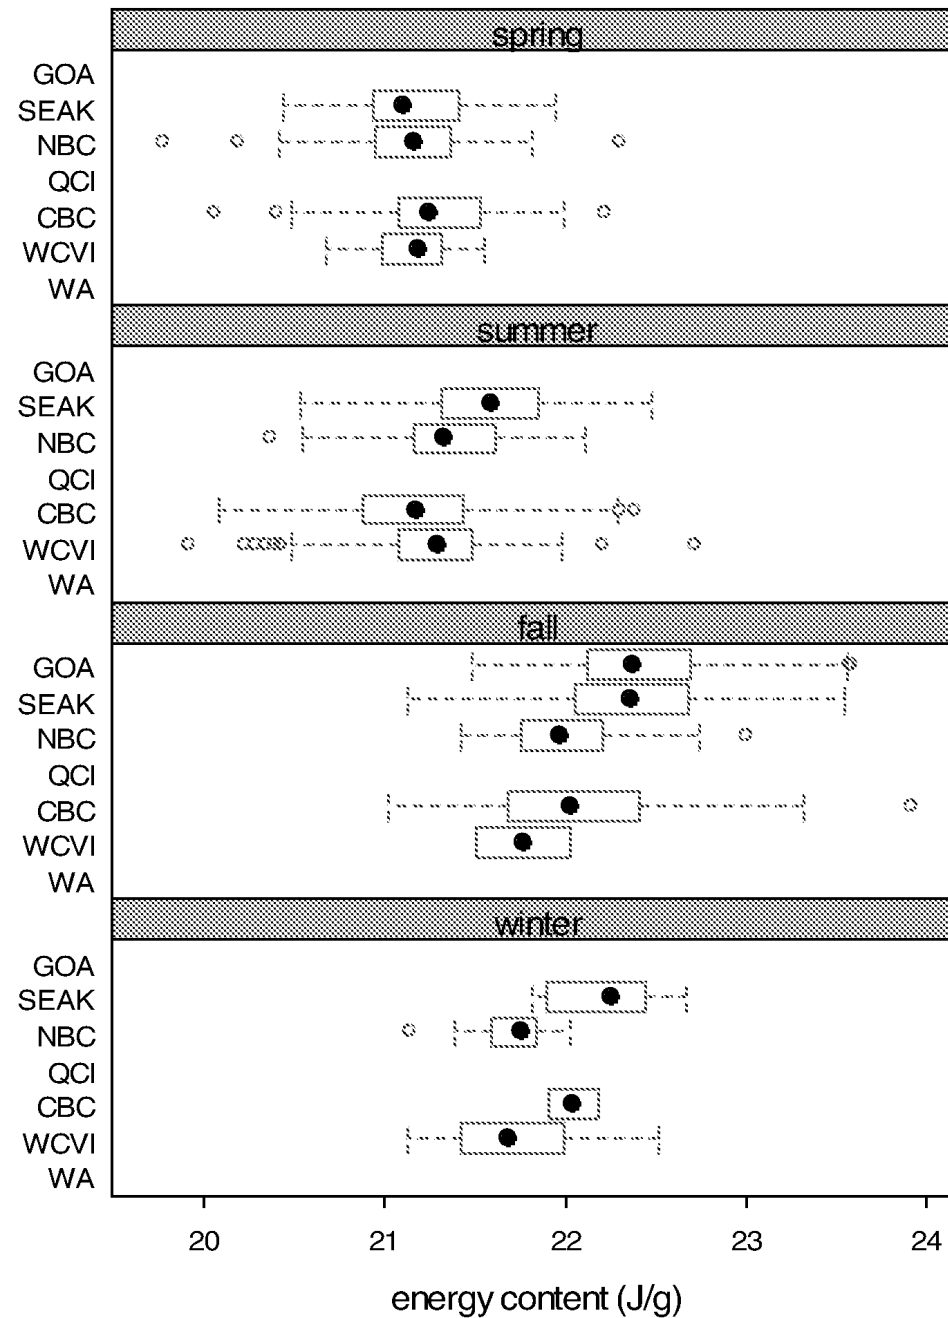 spring
GOA
SEAK
NBC
QCI
CBC
WCVI
WA
summer
GOA
SEAK
NBC
QCI
CBC
WCVI
WA
fall
GOA
SEAK
NBC
QCI
CBC
WCVI
WA
winter
GOA
SEAK
NBC
QCI
CBC
WCVI
WA
20 21 22 23 24
energy content (J/g)